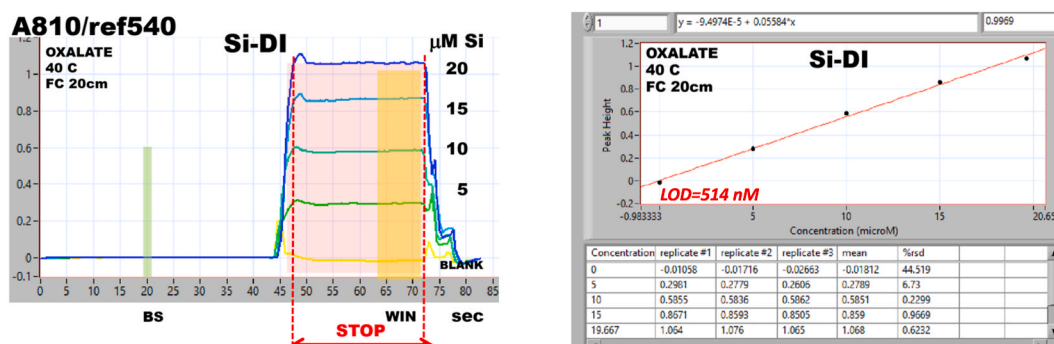 A810/ref540
OXALATE
40 C
FC 20cm
Si-DI
µM Si
20
15
10
5
BLANK
1
0.8
0.6
0.4
0.2
0
-0.1
0 5 10 15 20 25 30 35 40 45 50 55 60 65 70 75 80 85
BS
WIN
sec
STOP
1
y = -9.4974E-5 + 0.05584*x
0.9969
OXALATE
40 C
FC 20cm
Si-DI
Peak Height
1.2
1
0.8
0.6
0.4
0.2
0
-0.2
LOD=514 nM
-0.983333 5 10 15 20.65
Concentration (microM)
Concentration replicate #1 replicate #2 replicate #3 mean %rsd
0 -0.01058 -0.01716 -0.02663 -0.01812 44.519
5 0.2981 0.2779 0.2606 0.2789 6.73
10 0.5855 0.5836 0.5862 0.5851 0.2299
15 0.8671 0.8593 0.8505 0.859 0.9669
19.667 1.064 1.076 1.065 1.068 0.6232